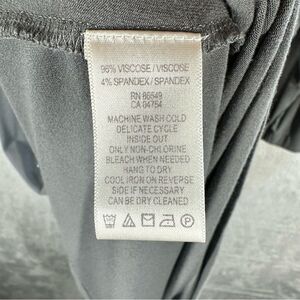 96% VISCOSE / VISCOSE
4% SPANDEX / SPANDEX
RN 86649
CA 04754
MACHINE WASH COLD
DELICATE CYCLE
INSIDE OUT
ONLY NON-CHLORINE
BLEACH WHEN NEEDED
HANG TO DRY
COOL IRON ON REVERSE
SIDE IF NECESSARY
CAN BE DRY CLEANED
P